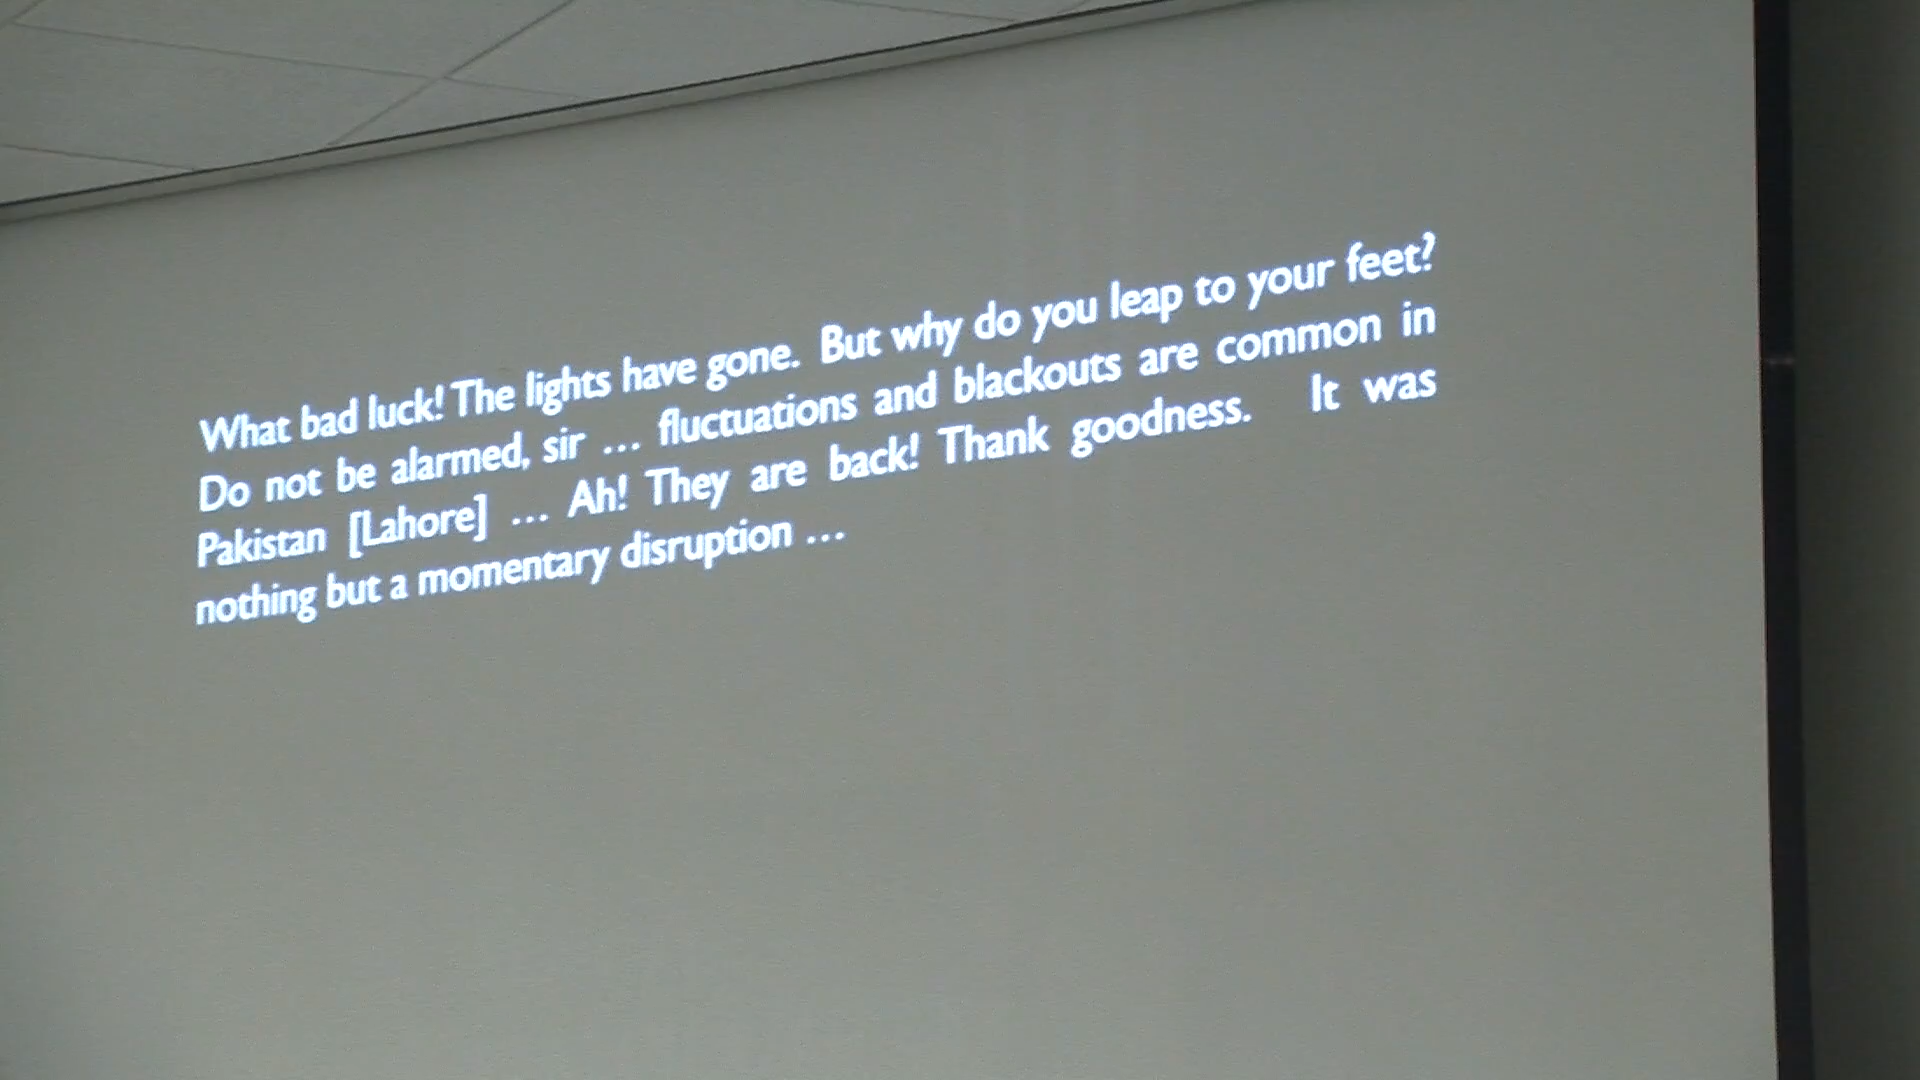 What bad luck! The lights have gone. But why do you leap to your feet?
Do not be alarmed, sir ... fluctuations and blackouts are common in
Pakistan [Lahore] ... Ah! They are back! Thank goodness. It was
nothing but a momentary disruption ...